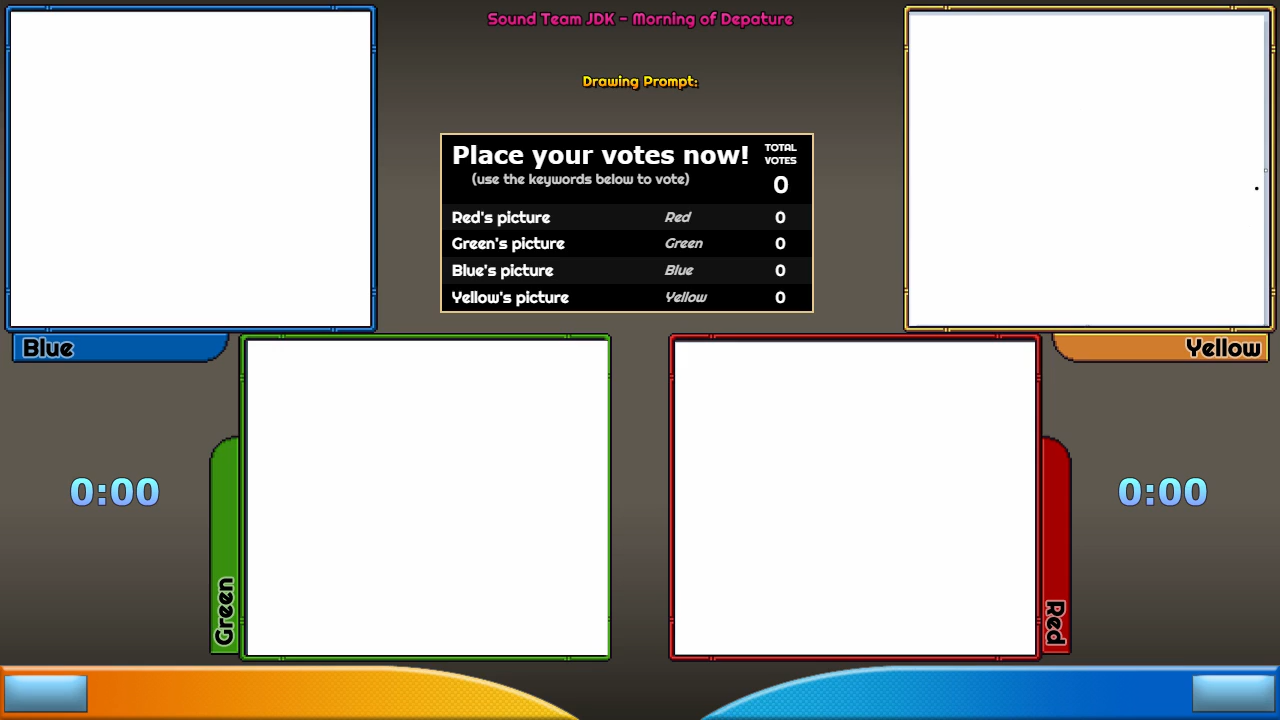 Sound Team JDK - Morning of Depature
Drawing Prompt:
Place your votes now!
(use the keywords below to vote)
TOTAL
VOTES
0
Red's picture Red 0
Green's picture Green 0
Blue's picture Blue 0
Yellow's picture Yellow 0
Blue
Yellow
0:00
0:00
Green
Red